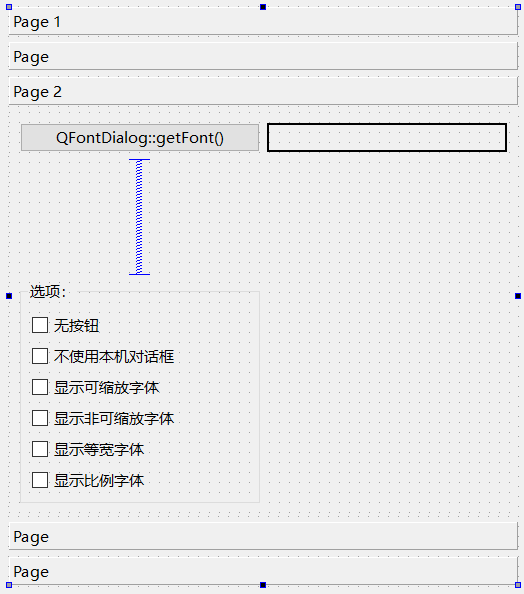 Page 1
Page
Page 2
QFontDialog::getFont()
选项：
无按钮
不使用本机对话框
显示可缩放字体
显示非可缩放字体
显示等宽字体
显示比例字体
Page
Page